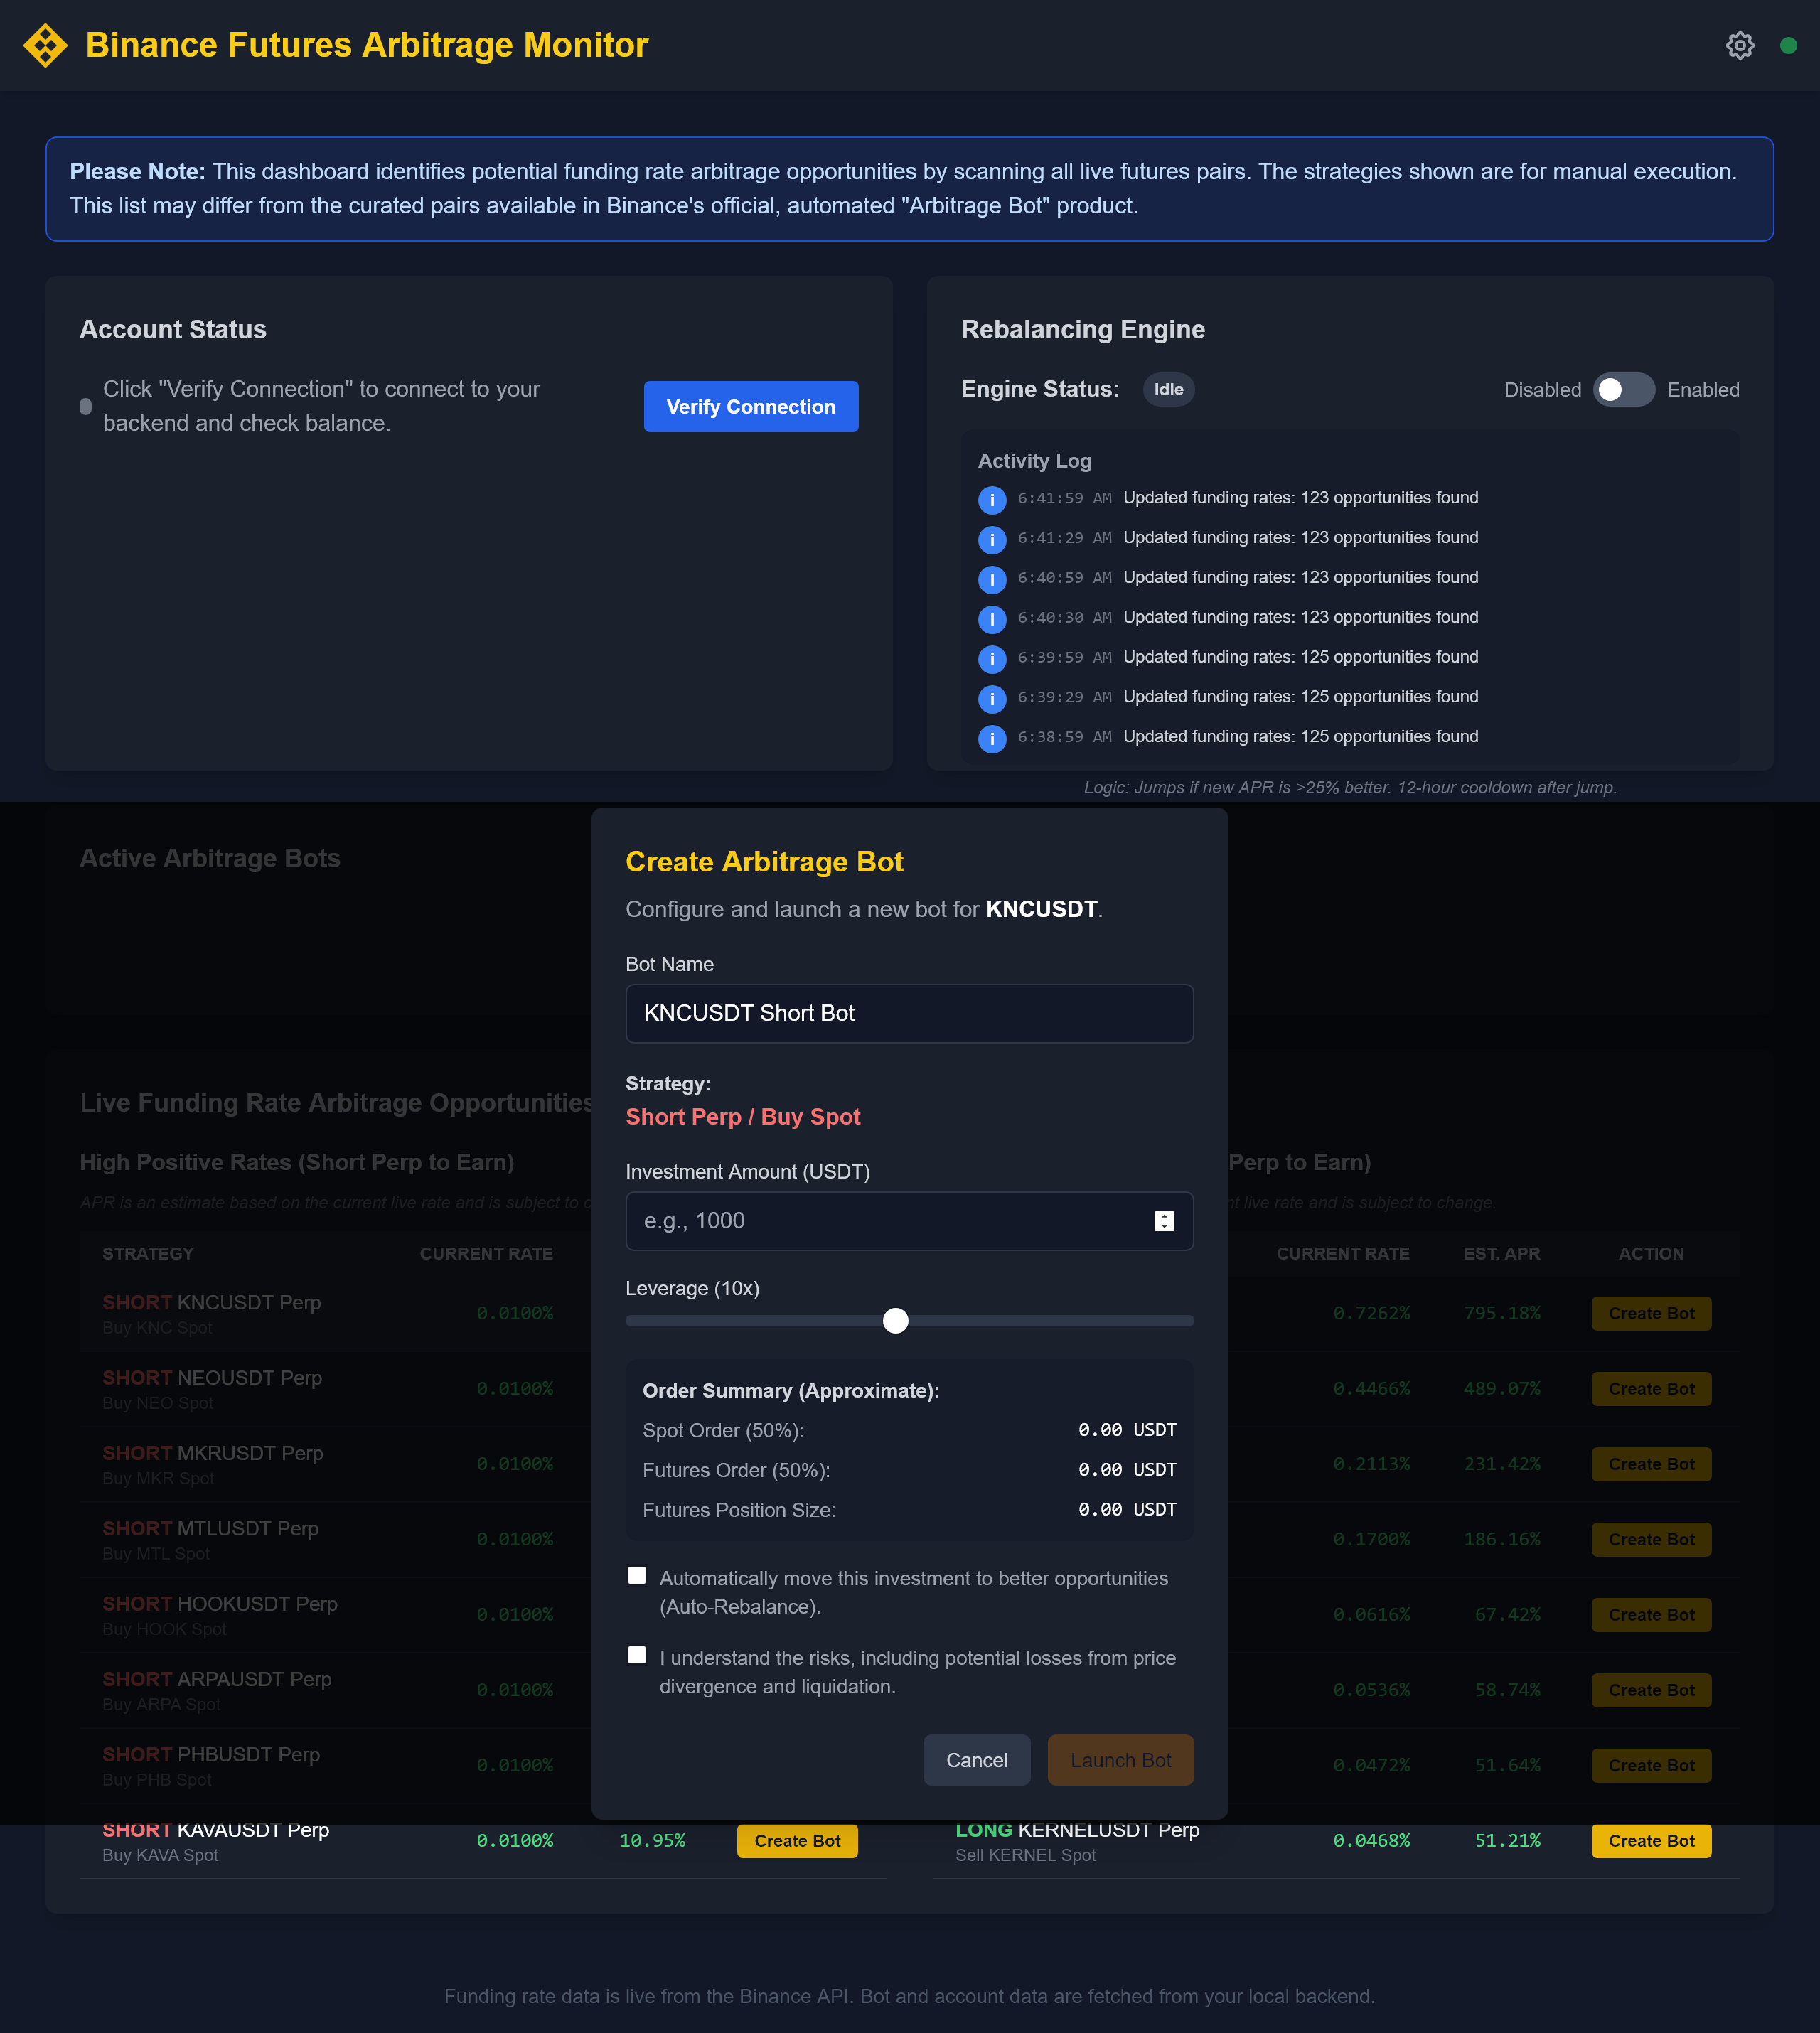 Binance Futures Arbitrage Monitor
Please Note: This dashboard identifies potential funding rate arbitrage opportunities by scanning all live futures pairs. The strategies shown are for manual execution.
This list may differ from the curated pairs available in Binance's official, automated "Arbitrage Bot" product.
Account Status
Click "Verify Connection" to connect to your
backend and check balance.
Verify Connection
Rebalancing Engine
Engine Status: Idle
Disabled Enabled
Activity Log
i 6:41:59 AM Updated funding rates: 123 opportunities found
i 6:41:29 AM Updated funding rates: 123 opportunities found
i 6:40:59 AM Updated funding rates: 123 opportunities found
i 6:40:30 AM Updated funding rates: 123 opportunities found
i 6:39:59 AM Updated funding rates: 125 opportunities found
i 6:39:29 AM Updated funding rates: 125 opportunities found
i 6:38:59 AM Updated funding rates: 125 opportunities found
Logic: Jumps if new APR is >25% better. 12-hour cooldown after jump.
Active Arbitrage Bots
Create Arbitrage Bot
Configure and launch a new bot for KNCUSDT.
Bot Name
KNCUSDT Short Bot
Strategy:
Short Perp / Buy Spot
Investment Amount (USDT)
e.g., 1000
Leverage (10x)
Order Summary (Approximate):
Spot Order (50%): 0.00 USDT
Futures Order (50%): 0.00 USDT
Futures Position Size: 0.00 USDT
Automatically move this investment to better opportunities
(Auto-Rebalance).
I understand the risks, including potential losses from price
divergence and liquidation.
Cancel
Launch Bot
Live Funding Rate Arbitrage Opportunities
High Positive Rates (Short Perp to Earn)
APR is an estimate based on the current live rate and is subject to c
STRATEGY CURRENT RATE
SHORT KNCUSDT Perp 0.0100%
Buy KNC Spot
SHORT NEOUSDT Perp 0.0100%
Buy NEO Spot
SHORT MKRUSDT Perp 0.0100%
Buy MKR Spot
SHORT MTLUSDT Perp 0.0100%
Buy MTL Spot
SHORT HOOKUSDT Perp 0.0100%
Buy HOOK Spot
SHORT ARPAUSDT Perp 0.0100%
Buy ARPA Spot
SHORT PHBUSDT Perp 0.0100%
Buy PHB Spot
SHORT KAVAUSDT Perp 0.0100% 10.95% Create Bot
Buy KAVA Spot
Perp to Earn)
nt live rate and is subject to change.
CURRENT RATE EST. APR ACTION
0.7262% 795.18% Create Bot
0.4466% 489.07% Create Bot
0.2113% 231.42% Create Bot
0.1700% 186.16% Create Bot
0.0616% 67.42% Create Bot
0.0536% 58.74% Create Bot
0.0472% 51.64% Create Bot
LONG KERNELUSDT Perp 0.0468% 51.21% Create Bot
Sell KERNEL Spot
Funding rate data is live from the Binance API. Bot and account data are fetched from your local backend.